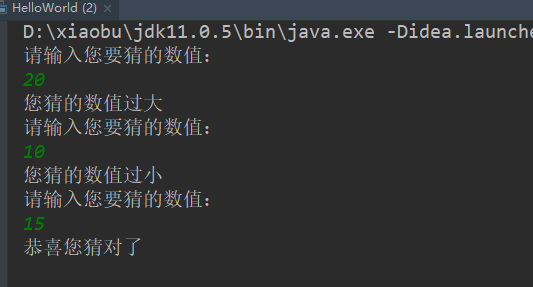 HelloWorld (2) ×
D:\xiaobu\jdk11.0.5\bin\java.exe -Didea.launche
请输入您要猜的数值:
20
您猜的数值过大
请输入您要猜的数值:
10
您猜的数值过小
请输入您要猜的数值:
15
恭喜您猜对了